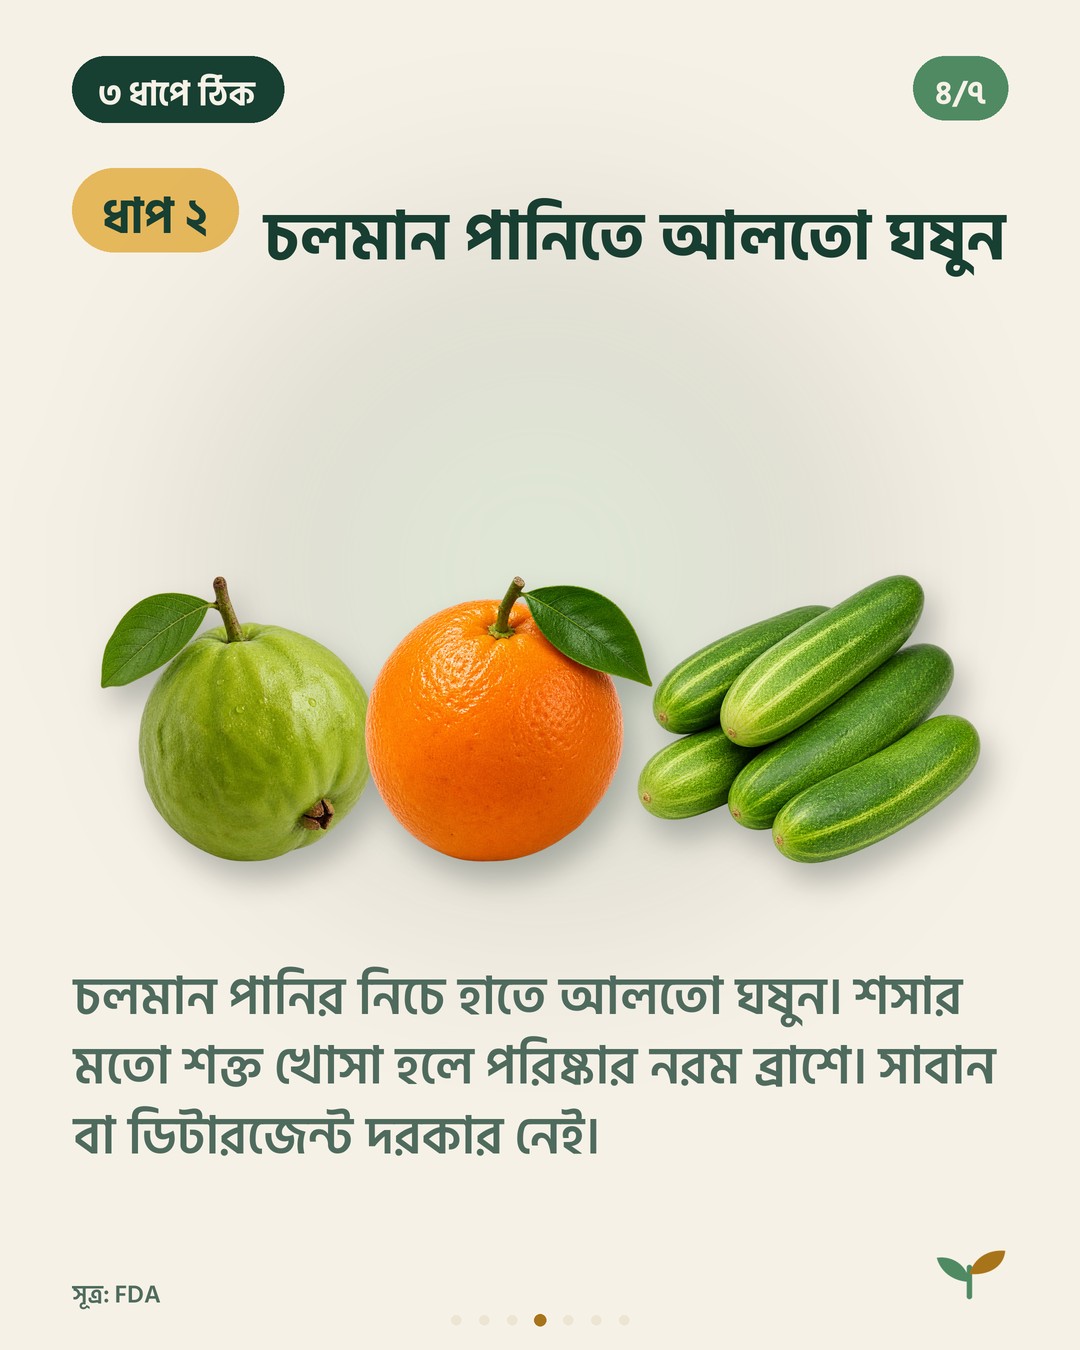 ৩ ধাপে ঠিক
৪/৭
ধাপ ২
চলমান পানিতে আলতো ঘষুন
চলমান পানির নিচে হাতে আলতো ঘষুন। শসার
মতো শক্ত খোসা হলে পরিষ্কার নরম ব্রাশে। সাবান
বা ডিটারজেন্ট দরকার নেই।
সূত্র: FDA